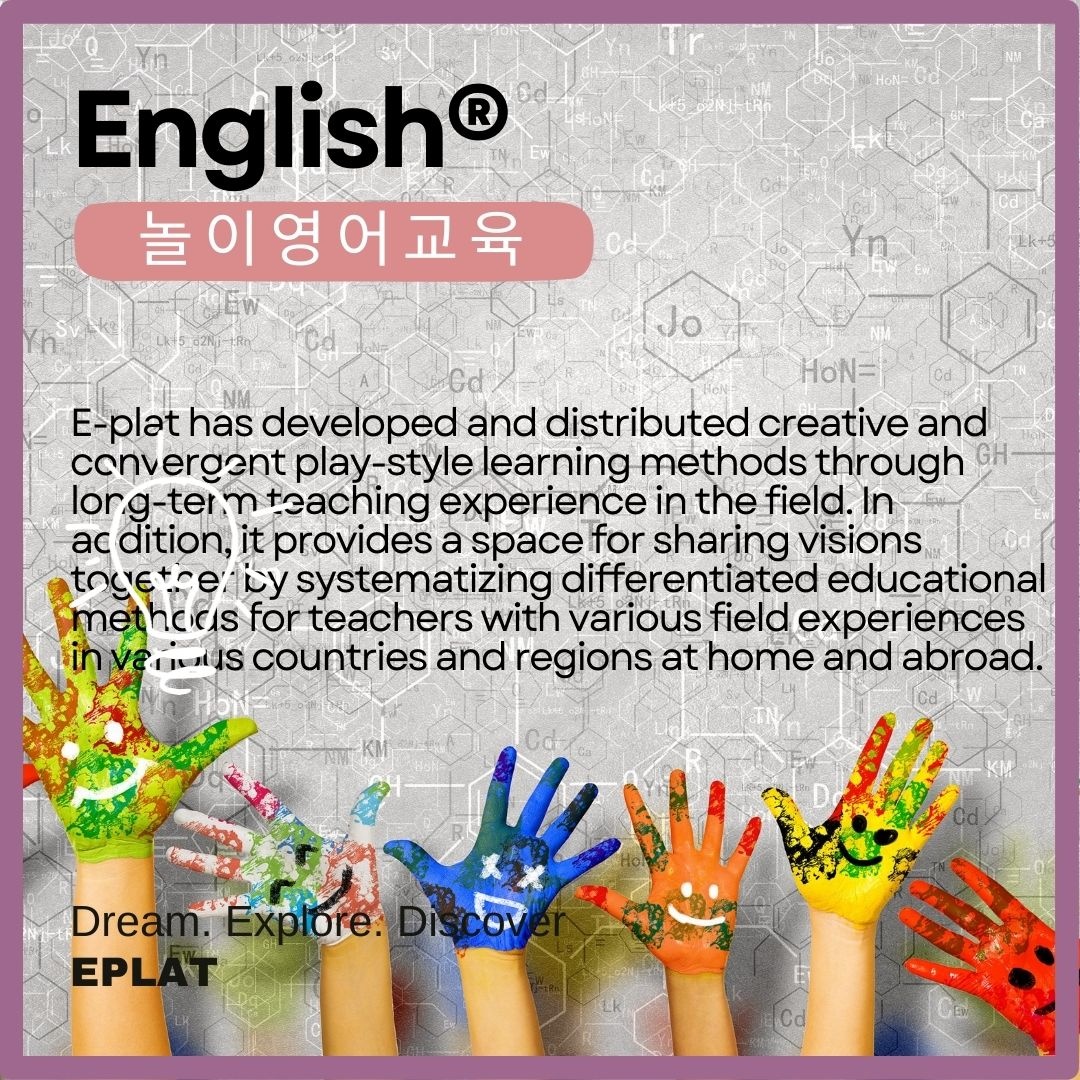 English®
놀이영어교육
E-plat has developed and distributed creative and
convergent play-style learning methods through
long-term teaching experience in the field. In
addition, it provides a space for sharing visions
together by systematizing differentiated educational
methods for teachers with various field experiences
in various countries and regions at home and abroad.
Dream. Explore. Discover
EPLAT